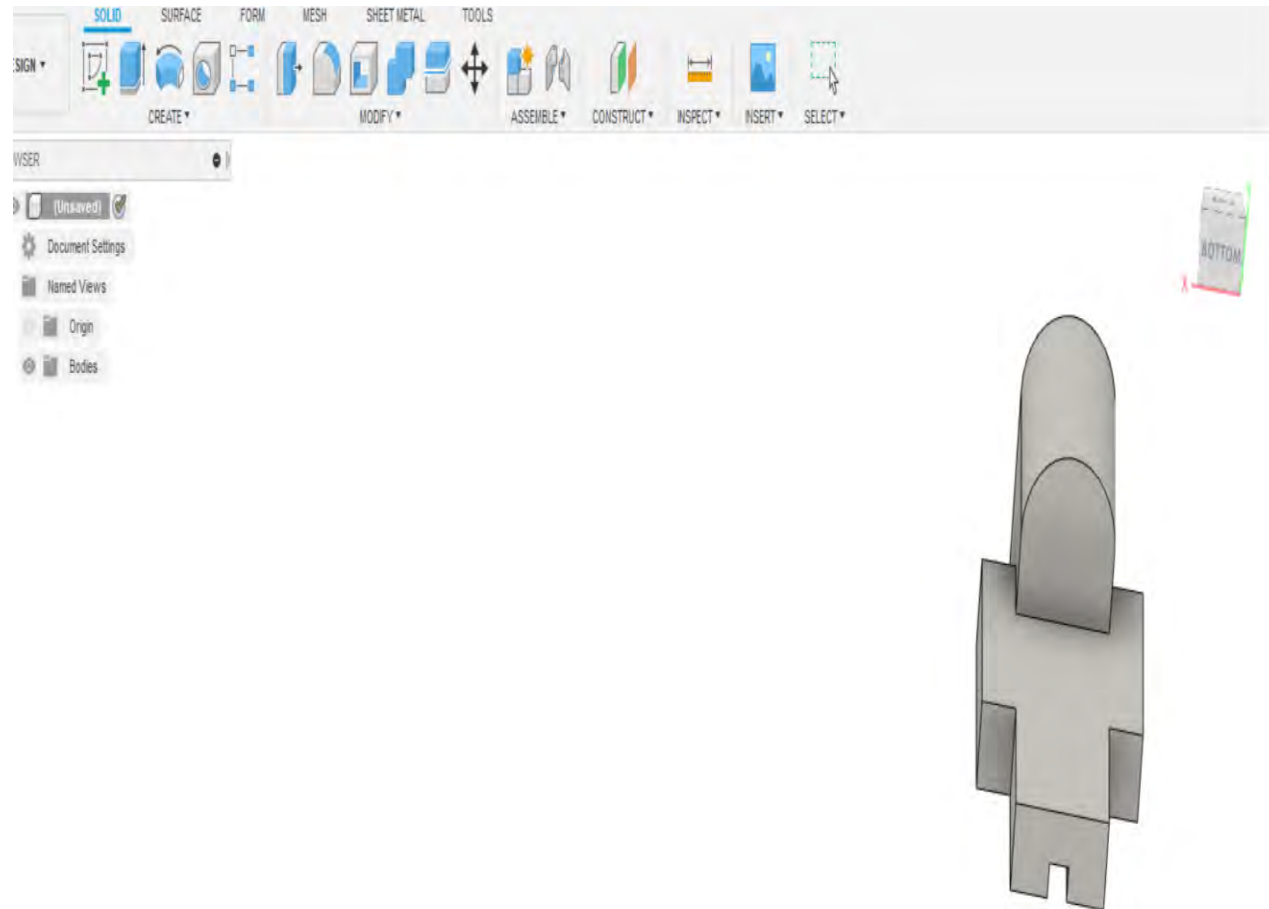 SOLID SURFACE FORM MESH SHEET METAL TOOLS
ESIGN
CREATE MODIFY ASSEMBLE CONSTRUCT INSPECT INSERT SELECT
WSER
(Unsaved)
Document Settings
Named Views
Origin
Bodies
BOTTOM
X